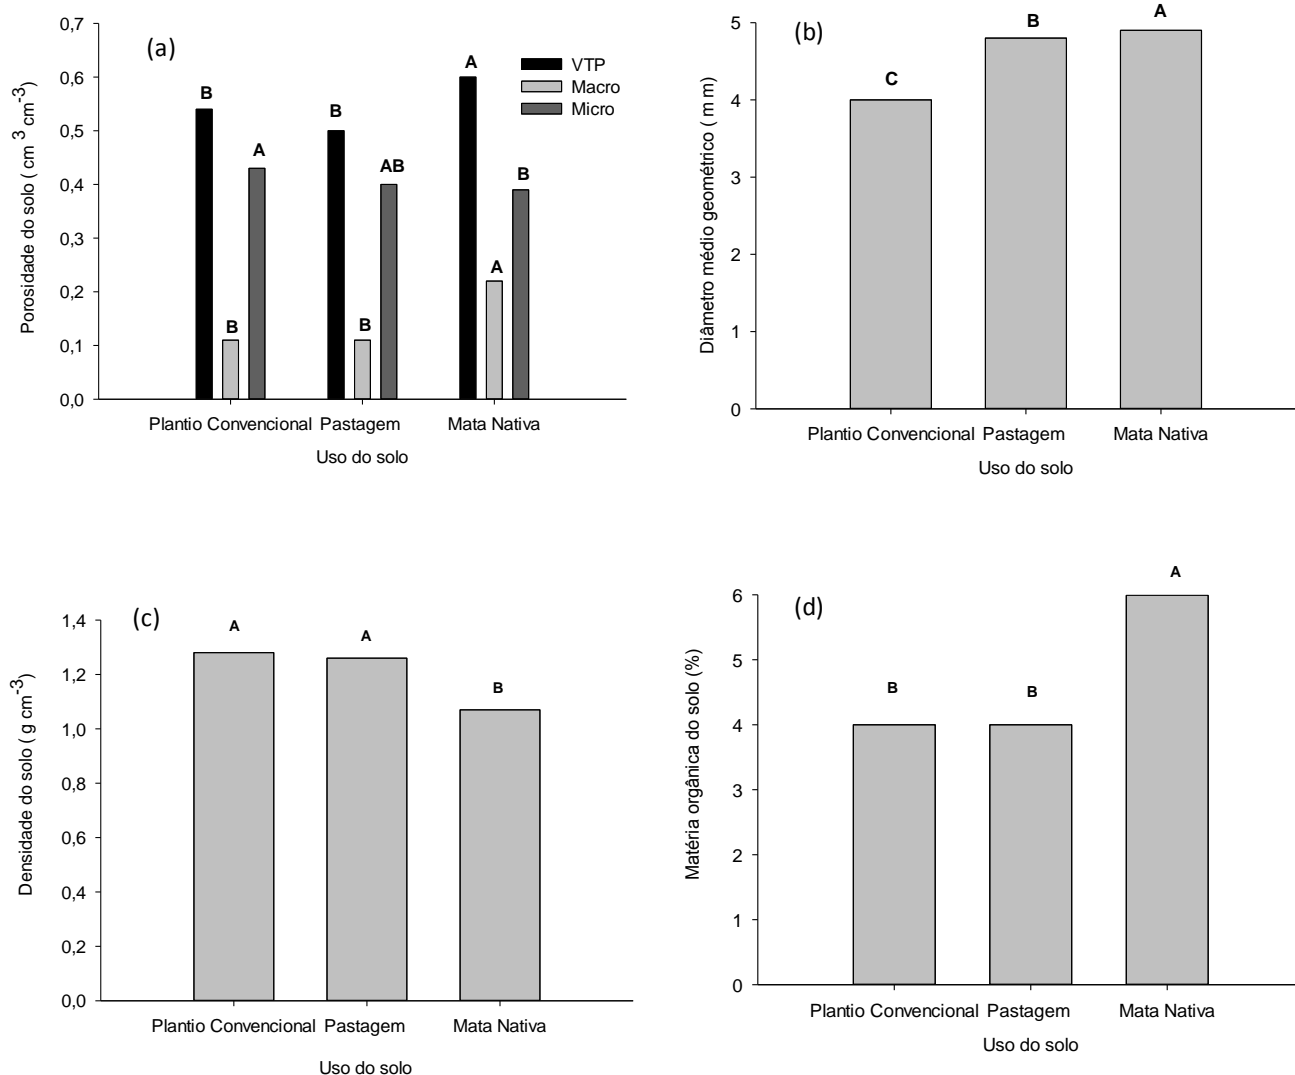 (a)
0,7
0,6
0,5
0,4
0,3
0,2
0,1
0,0
Porosidade do solo ( cm 3 cm-3)
VTP
Macro
Micro
B
B
A
B
B
AB
A
A
B
Plantio Convencional Pastagem Mata Nativa
Uso do solo
(b)
5
4
3
2
1
0
Diâmetro médio geométrico ( m m)
C
B
A
Plantio Convencional Pastagem Mata Nativa
Uso do solo
(c)
1,4
1,2
1,0
0,8
0,6
0,4
0,2
0,0
Densidade do solo ( g cm-3)
A
A
B
Plantio Convencional Pastagem Mata Nativa
Uso do solo
(d)
6
5
4
3
2
1
0
Matéria orgânica do solo (%)
B
B
A
Plantio Convencional Pastagem Mata Nativa
Uso do solo